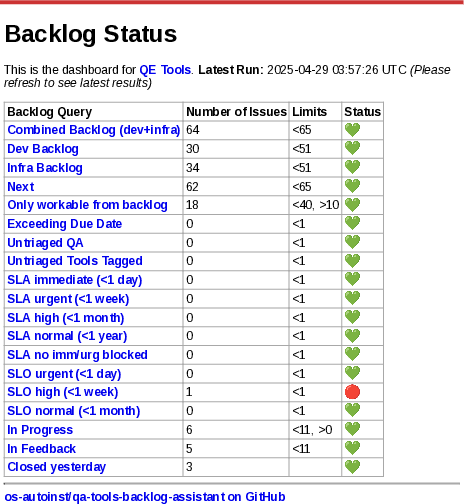 Backlog Status
This is the dashboard for QE Tools. Latest Run: 2025-04-29 03:57:26 UTC (Please
refresh to see latest results)
Backlog Query Number of Issues Limits Status
Combined Backlog (dev+infra) 64 <65 💚
Dev Backlog 30 <51 💚
Infra Backlog 34 <51 💚
Next 62 <65 💚
Only workable from backlog 18 <40, >10 💚
Exceeding Due Date 0 <1 💚
Untriaged QA 0 <1 💚
Untriaged Tools Tagged 0 <1 💚
SLA immediate (<1 day) 0 <1 💚
SLA urgent (<1 week) 0 <1 💚
SLA high (<1 month) 0 <1 💚
SLA normal (<1 year) 0 <1 💚
SLA no imm/urg blocked 0 <1 💚
SLO urgent (<1 day) 0 <1 💚
SLO high (<1 week) 1 <1 🔴
SLO normal (<1 month) 0 <1 💚
In Progress 6 <11, >0 💚
In Feedback 5 <11 💚
Closed yesterday 3 💚
os-autoinst/qa-tools-backlog-assistant on GitHub